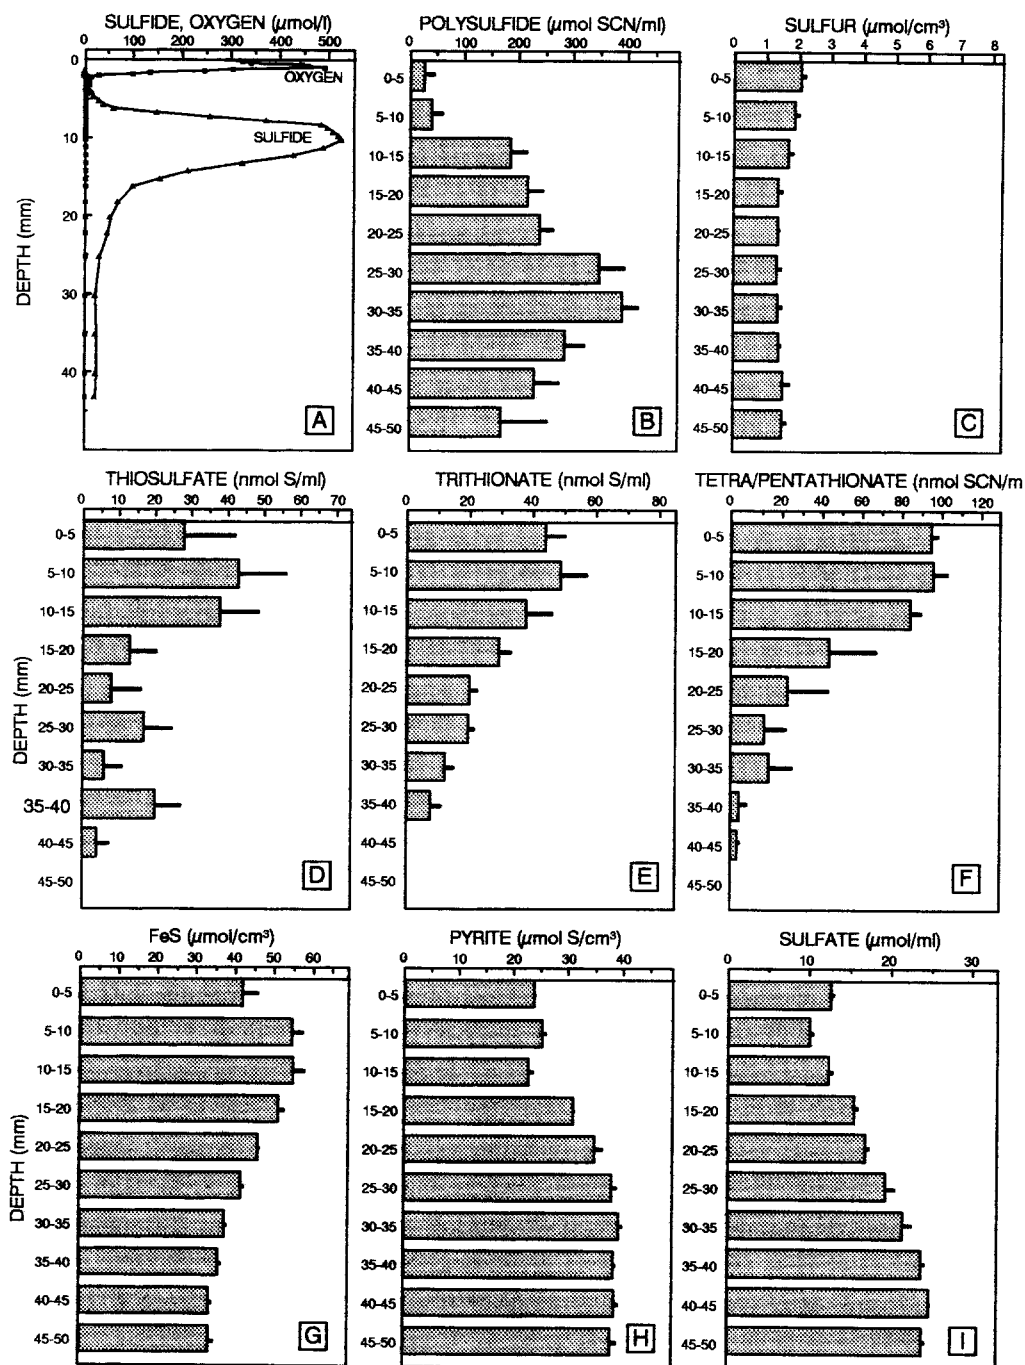 SULFIDE, OXYGEN (µmol/l)
0 100 200 300 400 500
OXYGEN
SULFIDE
0
10
20
30
40
DEPTH (mm)
A
POLYSULFIDE (µmol SCN/ml)
0 100 200 300 400
0-5
5-10
10-15
15-20
20-25
25-30
30-35
35-40
40-45
45-50
B
SULFUR (µmol/cm³)
0 1 2 3 4 5 6 7 8
0-5
5-10
10-15
15-20
20-25
25-30
30-35
35-40
40-45
45-50
C
THIOSULFATE (nmol S/ml)
0 10 20 30 40 50 60 70
0-5
5-10
10-15
15-20
20-25
25-30
30-35
35-40
40-45
45-50
DEPTH (mm)
D
TRITHIONATE (nmol S/ml)
0 20 40 60 80
0-5
5-10
10-15
15-20
20-25
25-30
30-35
35-40
40-45
45-50
E
TETRA/PENTATHIONATE (nmol SCN/m
0 20 40 60 80 100 120
0-5
5-10
10-15
15-20
20-25
25-30
30-35
35-40
40-45
45-50
F
FeS (µmol/cm³)
0 10 20 30 40 50 60
0-5
5-10
10-15
15-20
20-25
25-30
30-35
35-40
40-45
45-50
DEPTH (mm)
G
PYRITE (µmol S/cm³)
0 10 20 30 40
0-5
5-10
10-15
15-20
20-25
25-30
30-35
35-40
40-45
45-50
H
SULFATE (µmol/ml)
0 10 20 30
0-5
5-10
10-15
15-20
20-25
25-30
30-35
35-40
40-45
45-50
I